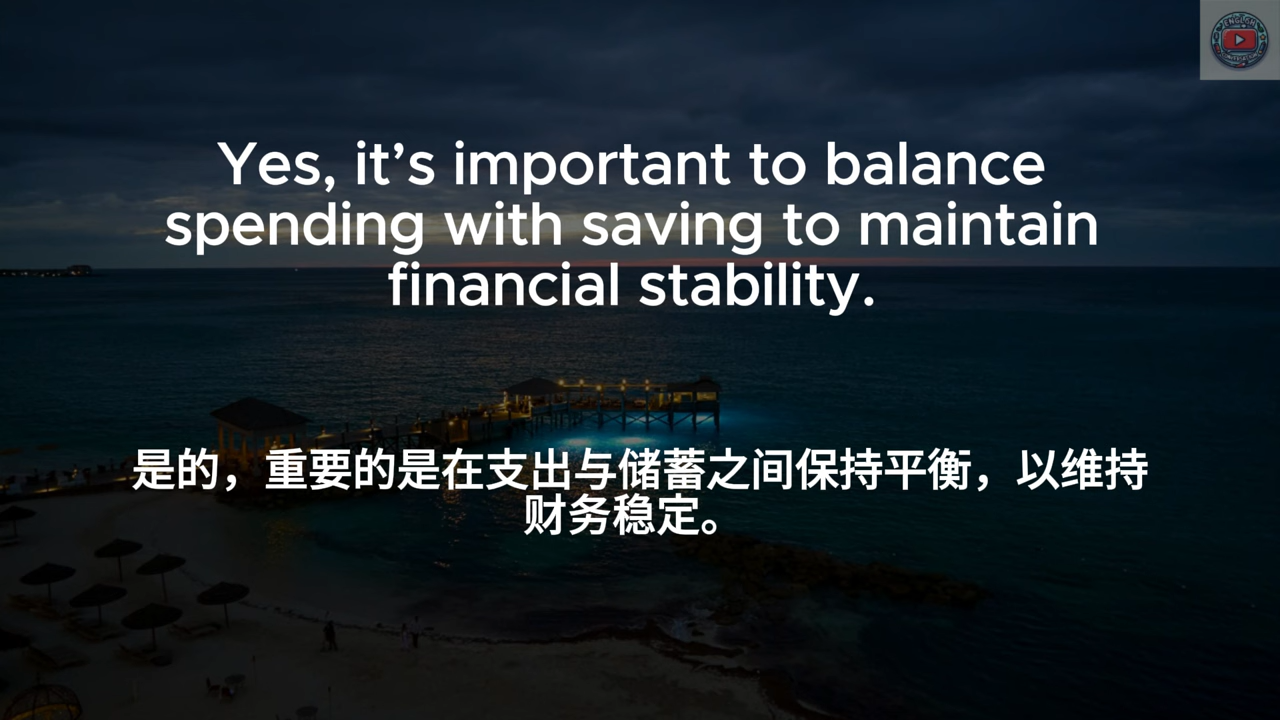 ENGLISH
Yes, it’s important to balance
spending with saving to maintain
financial stability.
是的，重要的是在支出与储蓄之间保持平衡，以维持
财务稳定。